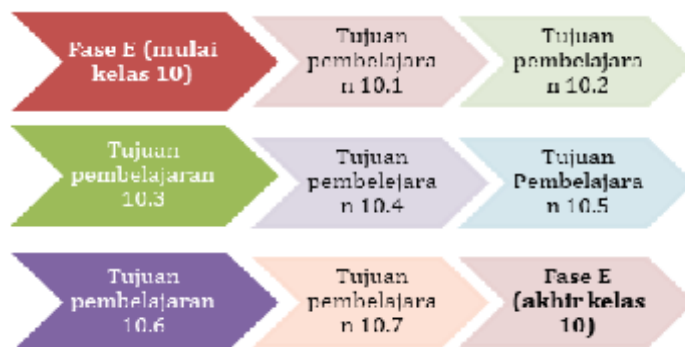 Fase E (mulai
kelas 10)
Tujuan
pembelajara
n 10.1
Tujuan
pembelajara
n 10.2
Tujuan
pembelajaran
10.3
Tujuan
pembelejara
n 10.4
Tujuan
Pembelajara
n 10.5
Tujuan
pembelajaran
10.6
Tujuan
pembelajara
n 10.7
Fase E
(akhir kelas
10)